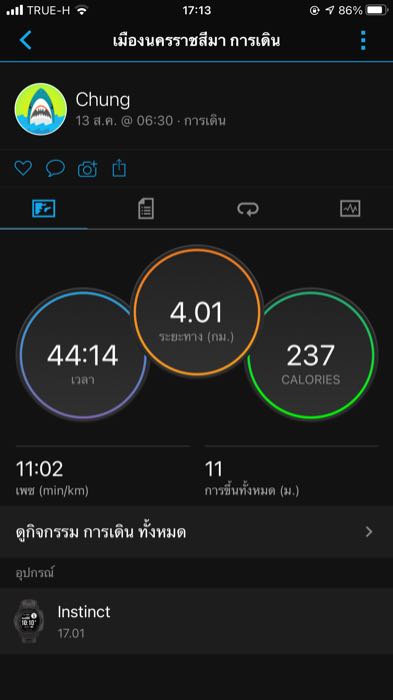 TRUE-H 17:13 86%
เมืองนครราชสีมา การเดิน
Chung
13 ส.ค. @ 06:30 · การเดิน
4.01
ระยะทาง (กม.)
44:14
เวลา
237
CALORIES
11:02
เพซ (min/km)
11
การขึ้นทั้งหมด (ม.)
ดูกิจกรรม การเดิน ทั้งหมด
อุปกรณ์
Instinct
17.01